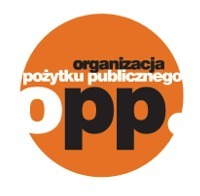 organizacja
pożytku publicznego
opp.